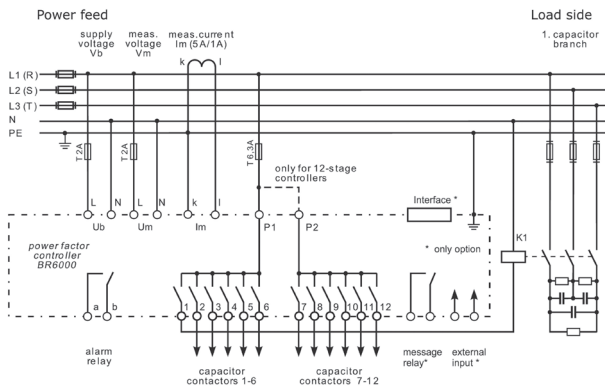 Power feed
Load side
supply
voltage
Vb
meas.
voltage
Vm
meas.current
Im (5A/1A)
1. capacitor
branch
k
l
L1 (R)
L2 (S)
L3 (T)
N
PE
T 2A
T 2A
T 6,3A
only for 12-stage
controllers
L
N
L
N
k
l
Ub
Um
Im
P1
P2
Interface *
K1
power factor
controller
BR6000
* only option
a
b
1
2
3
4
5
6
7
8
9
10
11
12
alarm
relay
capacitor
contactors 1-6
capacitor
contactors 7-12
message
relay*
external
input *